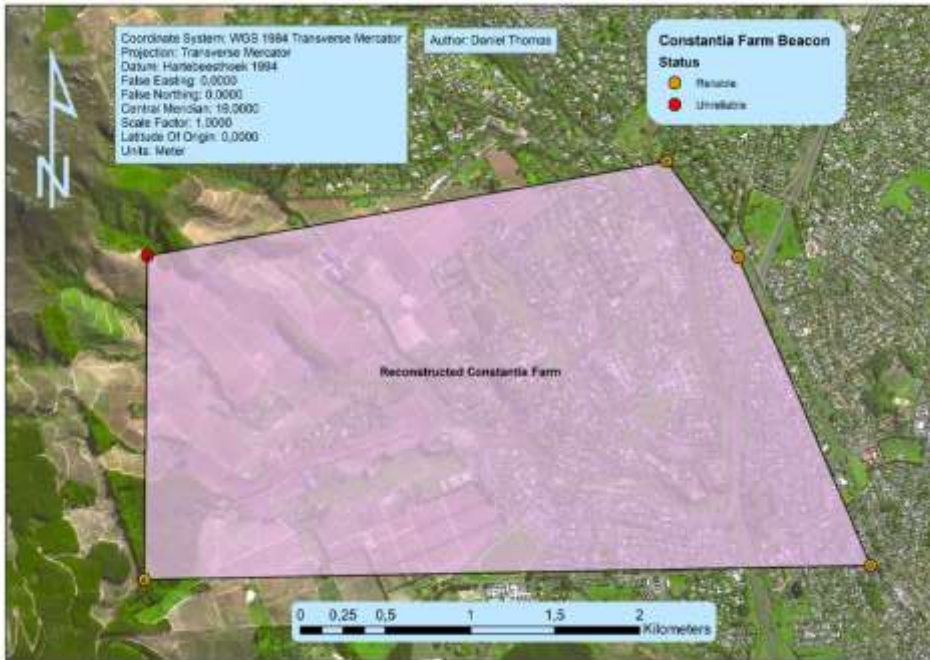 Coordinate System: WGS 1984 Transverse Mercator
Projection: Transverse Mercator
Datum: Hartebeesthoek 1994
False Easting: 0,0000
False Northing: 0,0000
Central Meridian: 19,0000
Scale Factor: 1,0000
Latitude Of Origin: 0,0000
Units: Meter
Author: Daniel Thomas
Constantia Farm Beacon
Status
Reliable
Unreliable
N
Reconstructed Constantia Farm
0 0,25 0,5 1 1,5 2
Kilometers